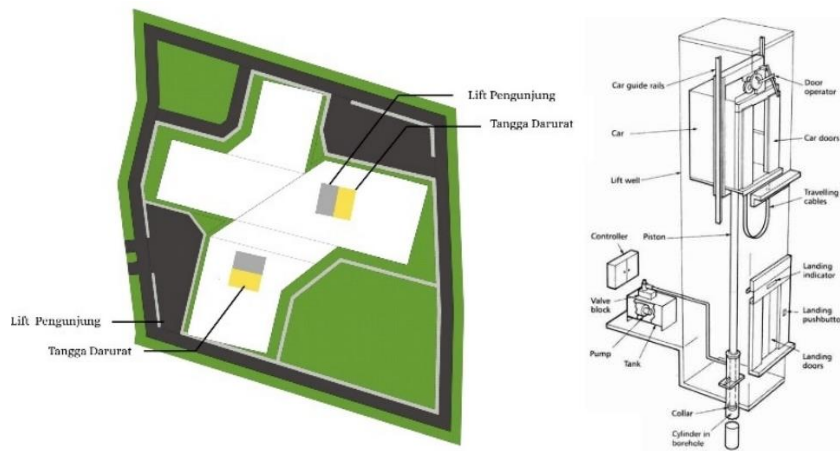 Lift Pengunjung
Tangga Darurat
Lift Pengunjung
Tangga Darurat
Car guide rails
Door
operator
Car
Car doors
Lift well
Travelling
cables
Controller
Piston
Landing
indicator
Valve
block
Landing
pushbutto
Pump
Tank
Landing
doors
Collar
Cylinder in
borehole